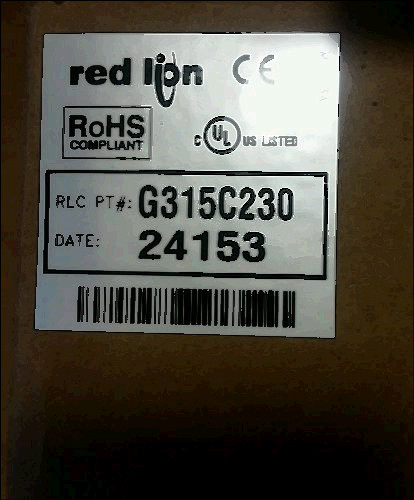 red lion CE
RoHS
COMPLIANT
C UL US LISTED
RLC PT#: G315C230
DATE: 24153